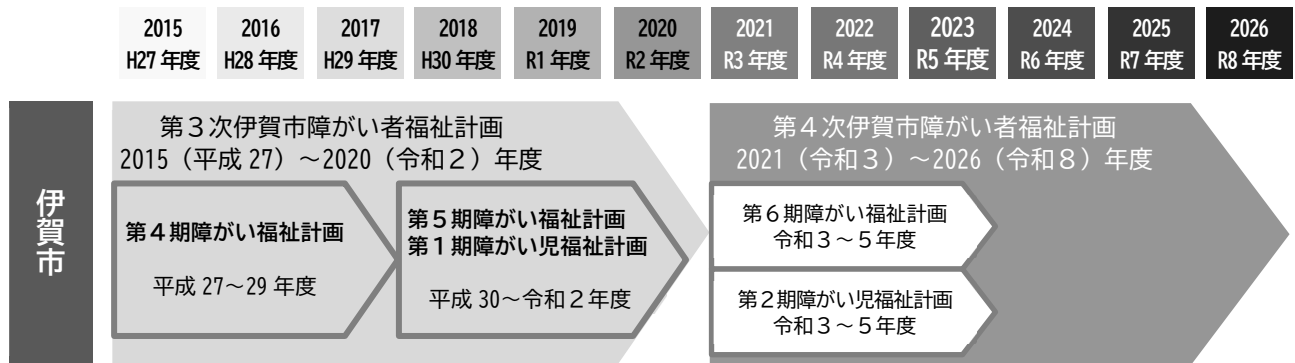 2015 2016 2017 2018 2019 2020 2021 2022 2023 2024 2025 2026
H27年度 H28年度 H29年度 H30年度 R1年度 R2年度 R3年度 R4年度 R5年度 R6年度 R7年度 R8年度
伊賀市
第3次伊賀市障がい者福祉計画
2015(平成27)～2020(令和2)年度
第4期障がい福祉計画
平成27～29年度
第5期障がい福祉計画
第1期障がい児福祉計画
平成30～令和2年度
第4次伊賀市障がい者福祉計画
2021(令和3)～2026(令和8)年度
第6期障がい福祉計画
令和3～5年度
第2期障がい児福祉計画
令和3～5年度